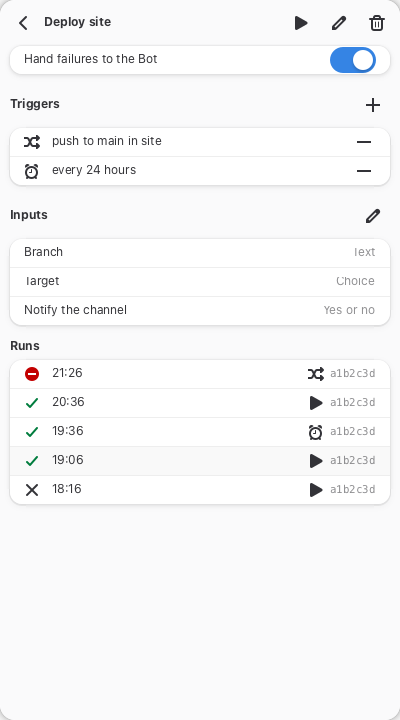 Deploy site
Hand failures to the Bot
Triggers
push to main in site
every 24 hours
Inputs
Branch Text
Target Choice
Notify the channel Yes or no
Runs
21:26 a1b2c3d
20:36 a1b2c3d
19:36 a1b2c3d
19:06 a1b2c3d
18:16 a1b2c3d